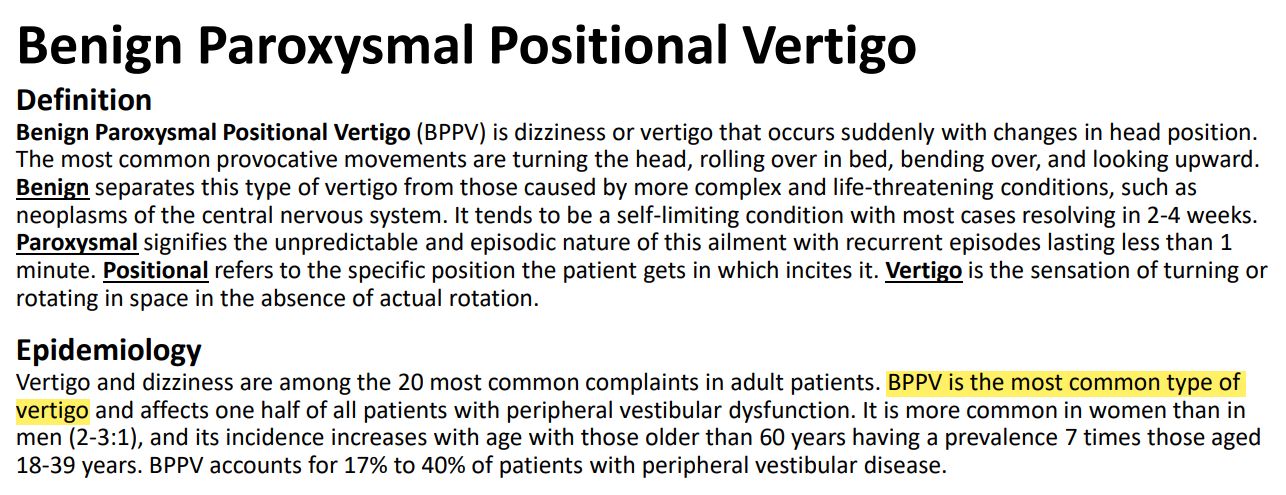 Benign Paroxysmal Positional Vertigo
Definition
Benign Paroxysmal Positional Vertigo (BPPV) is dizziness or vertigo that occurs suddenly with changes in head position.
The most common provocative movements are turning the head, rolling over in bed, bending over, and looking upward.
Benign separates this type of vertigo from those caused by more complex and life-threatening conditions, such as
neoplasms of the central nervous system. It tends to be a self-limiting condition with most cases resolving in 2-4 weeks.
Paroxysmal signifies the unpredictable and episodic nature of this ailment with recurrent episodes lasting less than 1
minute. Positional refers to the specific position the patient gets in which incites it. Vertigo is the sensation of turning or
rotating in space in the absence of actual rotation.
Epidemiology
Vertigo and dizziness are among the 20 most common complaints in adult patients. BPPV is the most common type of
vertigo and affects one half of all patients with peripheral vestibular dysfunction. It is more common in women than in
men (2-3:1), and its incidence increases with age with those older than 60 years having a prevalence 7 times those aged
18-39 years. BPPV accounts for 17% to 40% of patients with peripheral vestibular disease.